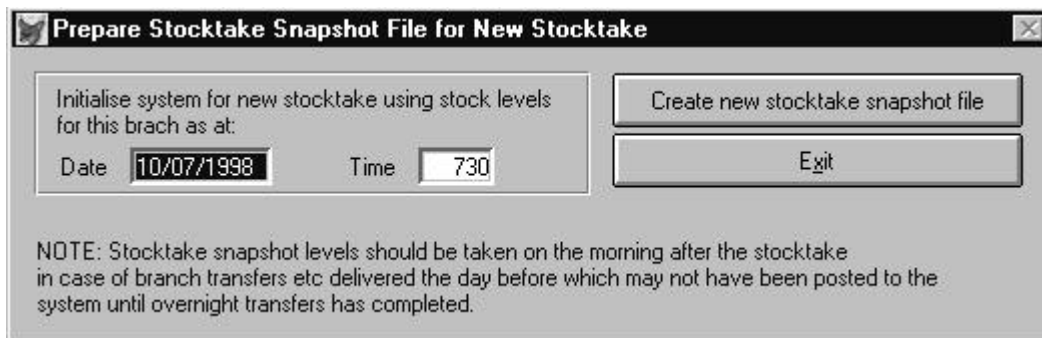 Prepare Stocktake Snapshot File for New Stocktake
Initialise system for new stocktake using stock levels
for this brach as at:
Date 10/07/1998 Time 730
Create new stocktake snapshot file
Exit
NOTE: Stocktake snapshot levels should be taken on the morning after the stocktake
in case of branch transfers etc delivered the day before which may not have been posted to the
system until overnight transfers has completed.